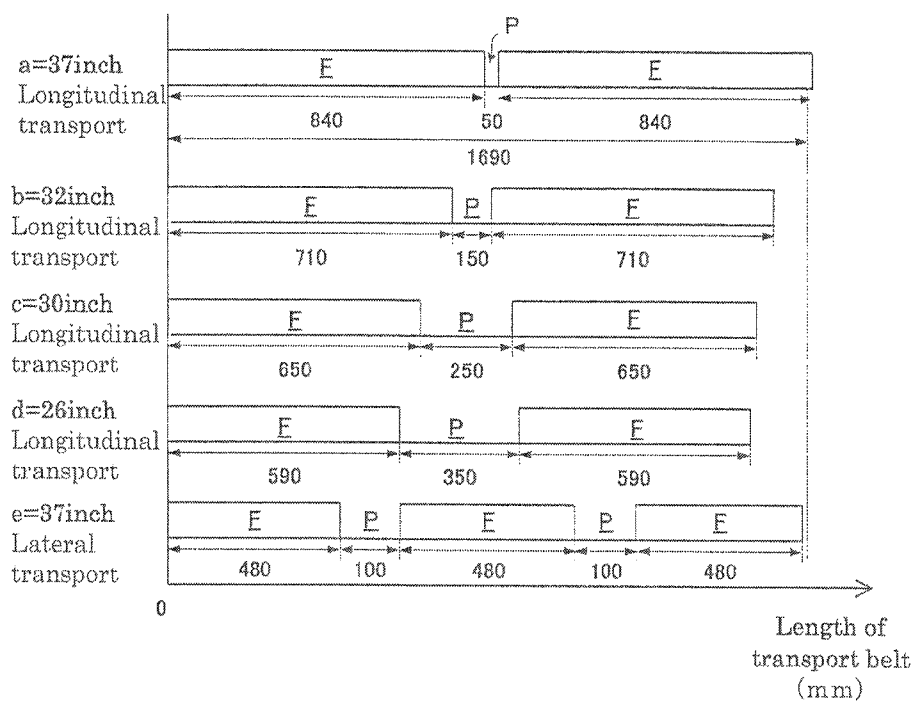 P
a=37inch
Longitudinal
transport
F
F
840
50
840
1690
b=32inch
Longitudinal
transport
F
P
F
710
150
710
c=30inch
Longitudinal
transport
F
P
F
650
250
650
d=26inch
Longitudinal
transport
F
P
F
590
350
590
e=37inch
Lateral
transport
F
P
F
P
F
480
100
480
100
480
0
Length of
transport belt
(mm)